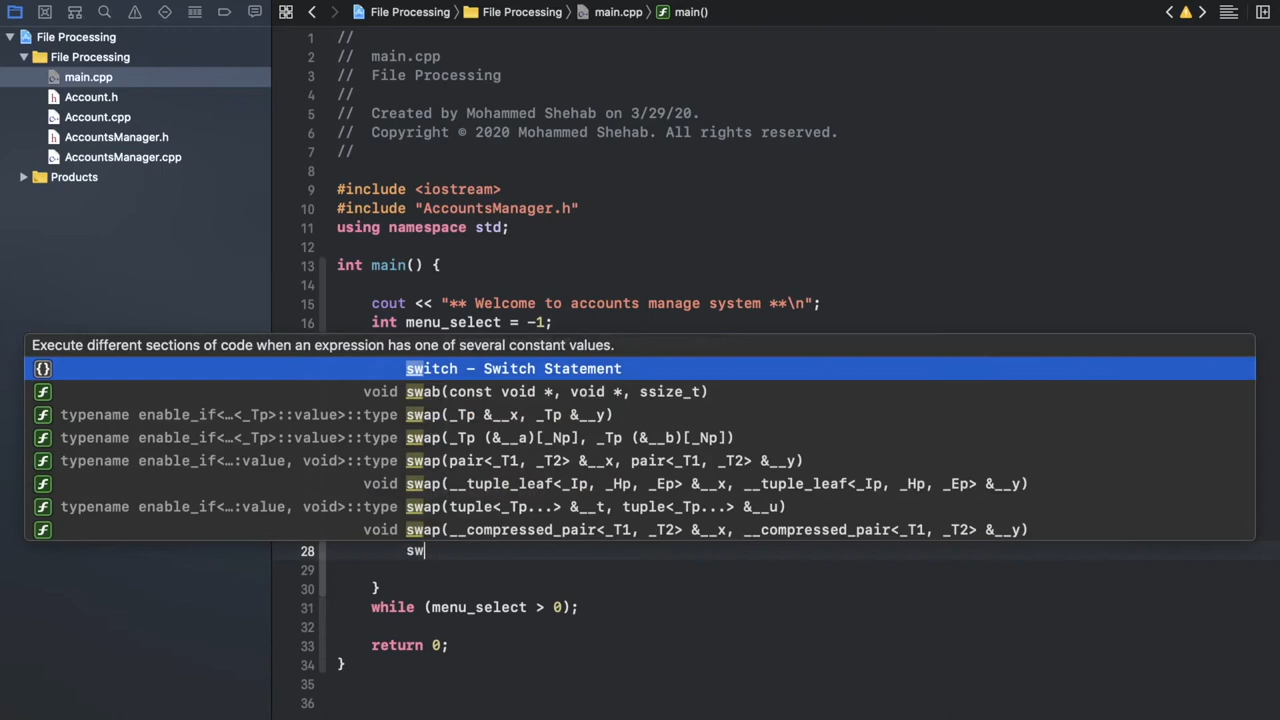 File Processing
File Processing
main.cpp
Account.h
Account.cpp
AccountsManager.h
AccountsManager.cpp
Products
File Processing 〉 File Processing 〉 main.cpp 〉 main()
1 //
2 // main.cpp
3 // File Processing
4 //
5 // Created by Mohammed Shehab on 3/29/20.
6 // Copyright © 2020 Mohammed Shehab. All rights reserved.
7 //
8
9 #include <iostream>
10 #include "AccountsManager.h"
11 using namespace std;
12
13 int main() {
14
15 cout << "** Welcome to accounts manage system **\n";
16 int menu_select = -1;
Execute different sections of code when an expression has one of several constant values.
{} switch – Switch Statement
f void swab(const void *, void *, ssize_t)
f typename enable_if<…<_Tp>::value>::type swap(_Tp &__x, _Tp &__y)
f typename enable_if<…<_Tp>::value>::type swap(_Tp (&__a)[_Np], _Tp (&__b)[_Np])
f typename enable_if<…:value, void>::type swap(pair<_T1, _T2> &__x, pair<_T1, _T2> &__y)
f void swap(__tuple_leaf<_Ip, _Hp, _Ep> &__x, __tuple_leaf<_Ip, _Hp, _Ep> &__y)
f typename enable_if<…:value, void>::type swap(tuple<_Tp...> &__t, tuple<_Tp...> &__u)
f void swap(__compressed_pair<_T1, _T2> &__x, __compressed_pair<_T1, _T2> &__y)
28 sw
29
30 }
31 while (menu_select > 0);
32
33 return 0;
34 }
35
36